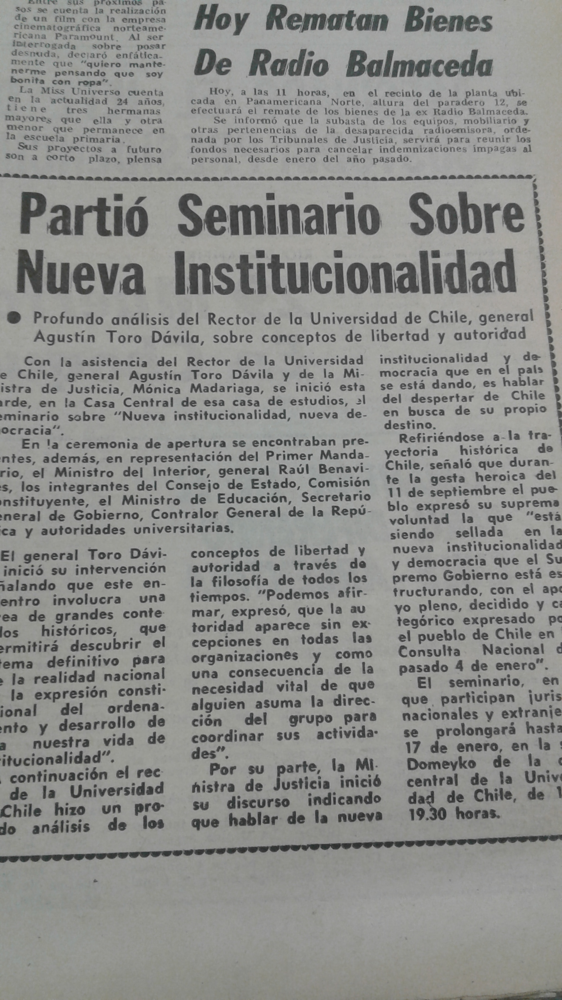 Entre sus próximos pa-
sos se cuenta la realización
de un film con la empresa
cinematográfica norteame-
ricana Paramount. Al ser
interrogada sobre posar
desnuda, declaró enfática-
mente que "quiero mante-
nerme pensando que soy
bonita con ropa".
La Miss Universo cuenta
en la actualidad 24 años,
tiene tres hermanas
mayores que ella y otra
menor que permanece en
la escuela primaria.
Sus proyectos a futuro
son a corto plazo, piensa
Hoy Rematan Bienes
De Radio Balmaceda
Hoy, a las 11 horas, en el recinto de la planta ubi-
cada en Panamericana Norte, altura del paradero 12, se
efectuará el remate de los bienes de la ex Radio Balmaceda.
Se informó que la subasta de los equipos, mobiliario y
otras pertenencias de la desaparecida radioemisora, orde-
nada por los Tribunales de Justicia, servirá para reunir los
fondos necesarios para cancelar indemnizaciones impagas al
personal, desde enero del año pasado.
Partió Seminario Sobre
Nueva Institucionalidad
● Profundo análisis del Rector de la Universidad de Chile, general
Agustín Toro Dávila, sobre conceptos de libertad y autoridad
Con la asistencia del Rector de la Universidad
e Chile, general Agustín Toro Dávila y de la Mi-
istra de Justicia, Mónica Madariaga, se inició esta
arde, en la Casa Central de esa casa de estudios, el
eminario sobre "Nueva institucionalidad, nueva de-
ocracia".
En la ceremonia de apertura se encontraban pre-
entes, además, en representación del Primer Manda-
rio, el Ministro del Interior, general Raúl Benavi-
es, los integrantes del Consejo de Estado, Comisión
onstituyente, el Ministro de Educación, Secretario
eneral de Gobierno, Contralor General de la Repú-
ica y autoridades universitarias.
El general Toro Dávi-
inició su intervención
ñalando que este en-
entro involucra una
rea de grandes conte-
dos históricos, que
ermitirá descubrir el
tema definitivo para
e la realidad nacional
la expresión consti-
ional del ordena-
ento y desarrollo de
a nuestra vida de
titucionalidad".
continuación el rec-
de la Universidad
Chile hizo un pro-
do análisis de los
conceptos de libertad y
autoridad a través de
la filosofía de todos los
tiempos. "Podemos afir-
mar, expresó, que la au
toridad aparece sin ex-
cepciones en todas las
organizaciones y como
una consecuencia de la
necesidad vital de que
alguien asuma la direc-
ción del grupo para
coordinar sus activida-
des".
Por su parte, la Mi-
nistra de Justicia inició
su discurso indicando
que hablar de la nueva
institucionalidad y de-
mocracia que en el país
se está dando, es hablar
del despertar de Chile
en busca de su propio
destino.
Refiriéndose a la tra-
yectoria histórica de
Chile, señaló que duran-
te la gesta heroica del
11 de septiembre el pue-
blo expresó su suprema
voluntad la que "está
siendo sellada en la
nueva institucionalidad
y democracia que el Su
premo Gobierno está es
tructurando, con el apo
yo pleno, decidido y ca
tegórico expresado po
el pueblo de Chile en
Consulta Nacional d
pasado 4 de enero".
El seminario, en
que participan juris
nacionales y extranje
se prolongará hasta
17 de enero, en la s
Domeyko de la c
central de la Unive
dad de Chile, de 1
19.30 horas.